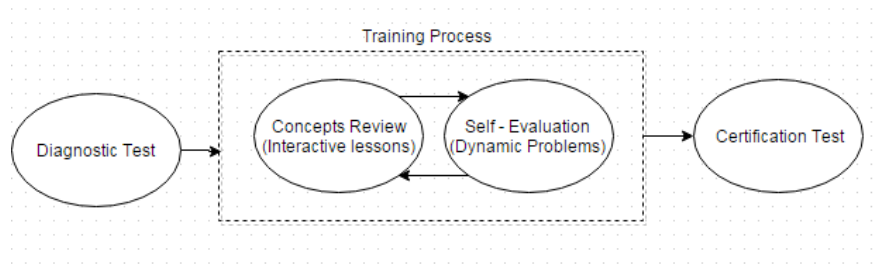 Training Process
Diagnostic Test
Concepts Review
(Interactive lessons)
Self - Evaluation
(Dynamic Problems)
Certification Test